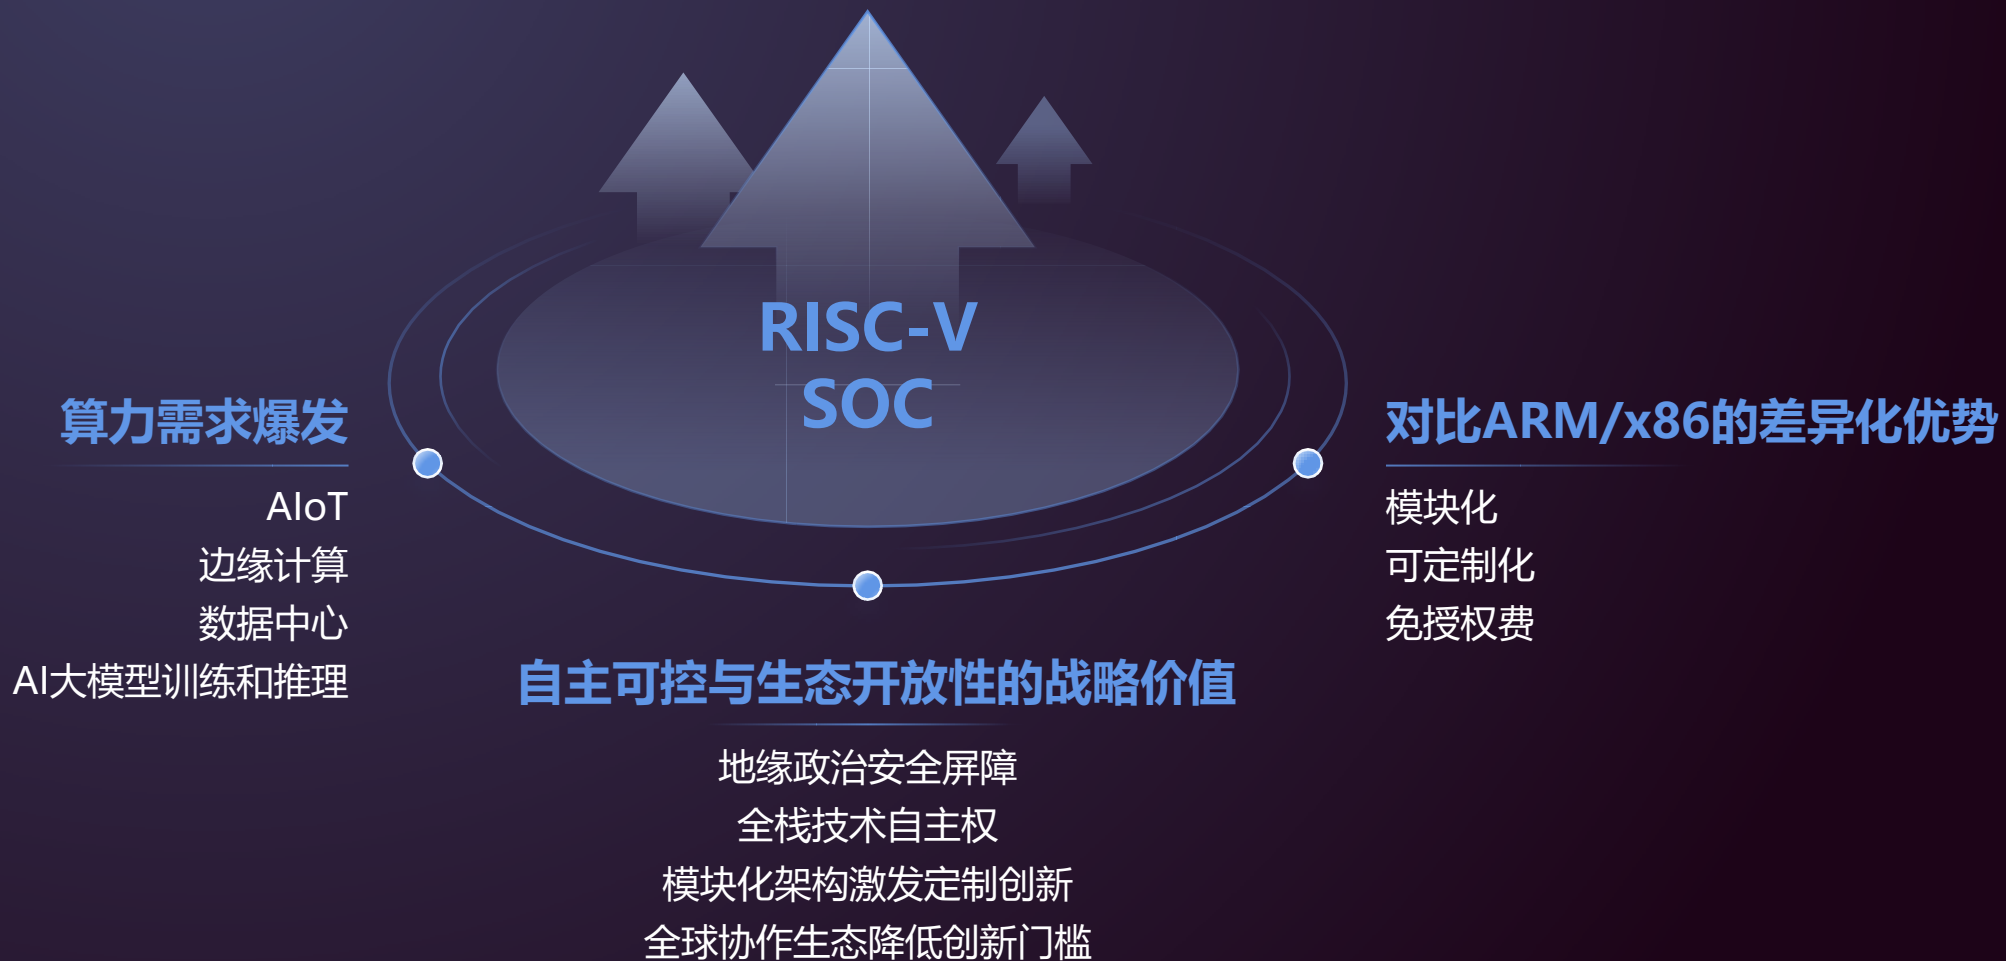 RISC-V
SOC
算力需求爆发
AIoT
边缘计算
数据中心
AI大模型训练和推理
自主可控与生态开放性的战略价值
地缘政治安全屏障
全栈技术自主权
模块化架构激发定制创新
全球协作生态降低创新门槛
对比ARM/x86的差异化优势
模块化
可定制化
免授权费